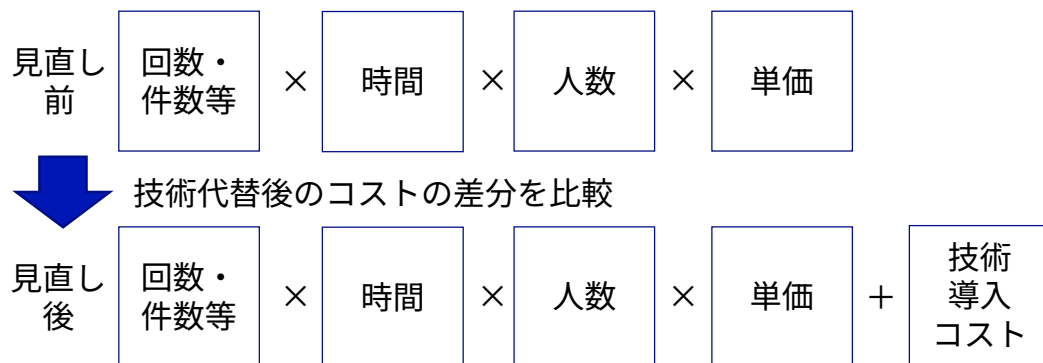 見直し
前
回数・
件数等
×
時間
×
人数
×
単価
技術代替後のコストの差分を比較
見直し
後
回数・
件数等
×
時間
×
人数
×
単価
+
技術
導入
コスト